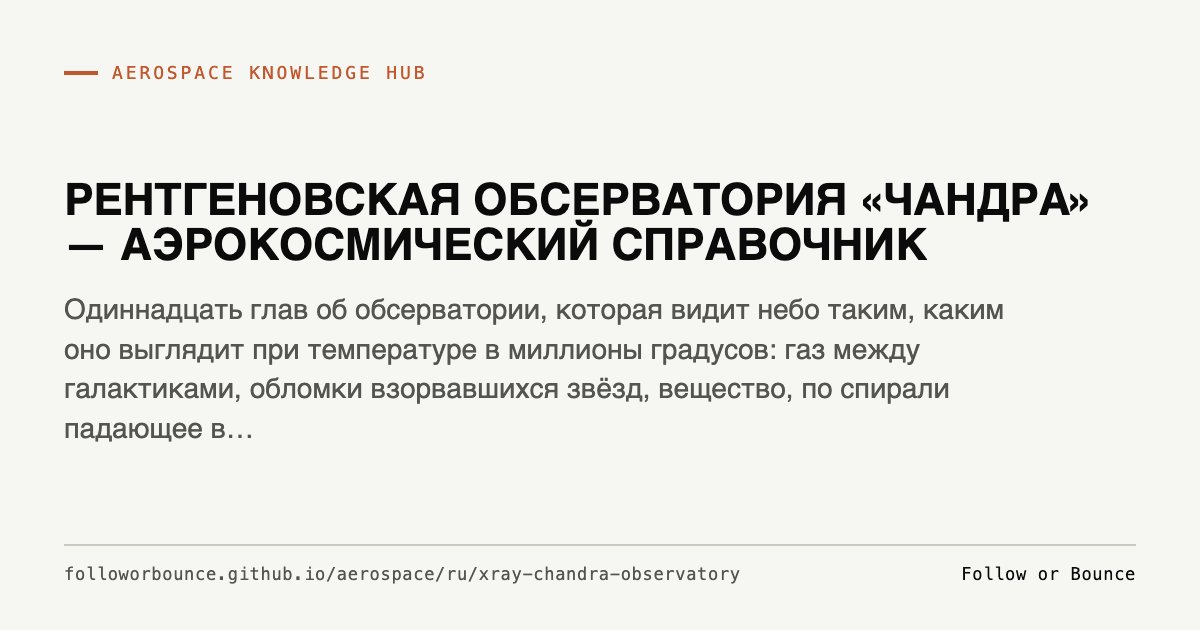 AEROSPACE KNOWLEDGE HUB
РЕНТГЕНОВСКАЯ ОБСЕРВАТОРИЯ «ЧАНДРА»
— АЭРОКОСМИЧЕСКИЙ СПРАВОЧНИК
Одиннадцать глав об обсерватории, которая видит небо таким, каким
оно выглядит при температуре в миллионы градусов: газ между
галактиками, обломки взорвавшихся звёзд, вещество, по спирали
падающее в…
followorbounce.github.io/aerospace/ru/xray-chandra-observatory
Follow or Bounce